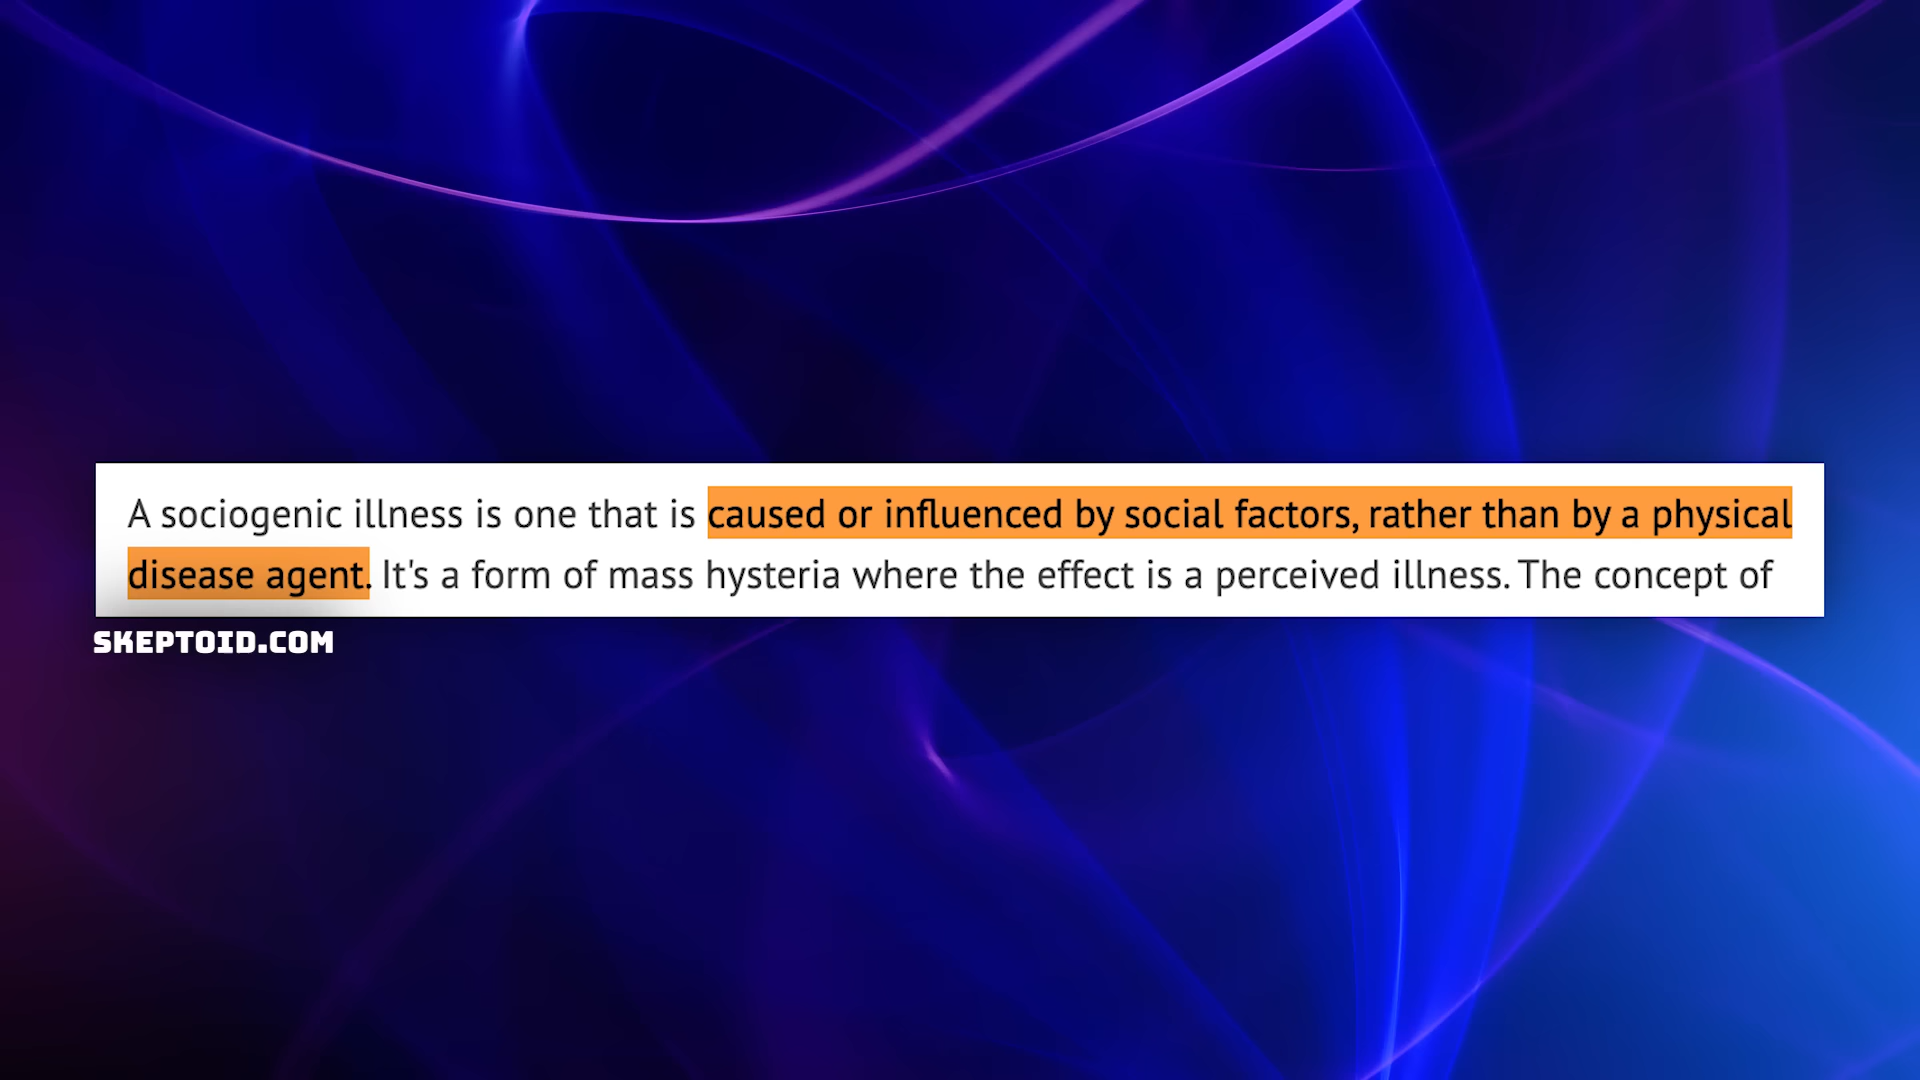 A sociogenic illness is one that is caused or influenced by social factors, rather than by a physical
disease agent. It's a form of mass hysteria where the effect is a perceived illness. The concept of
SKEPTOID.COM